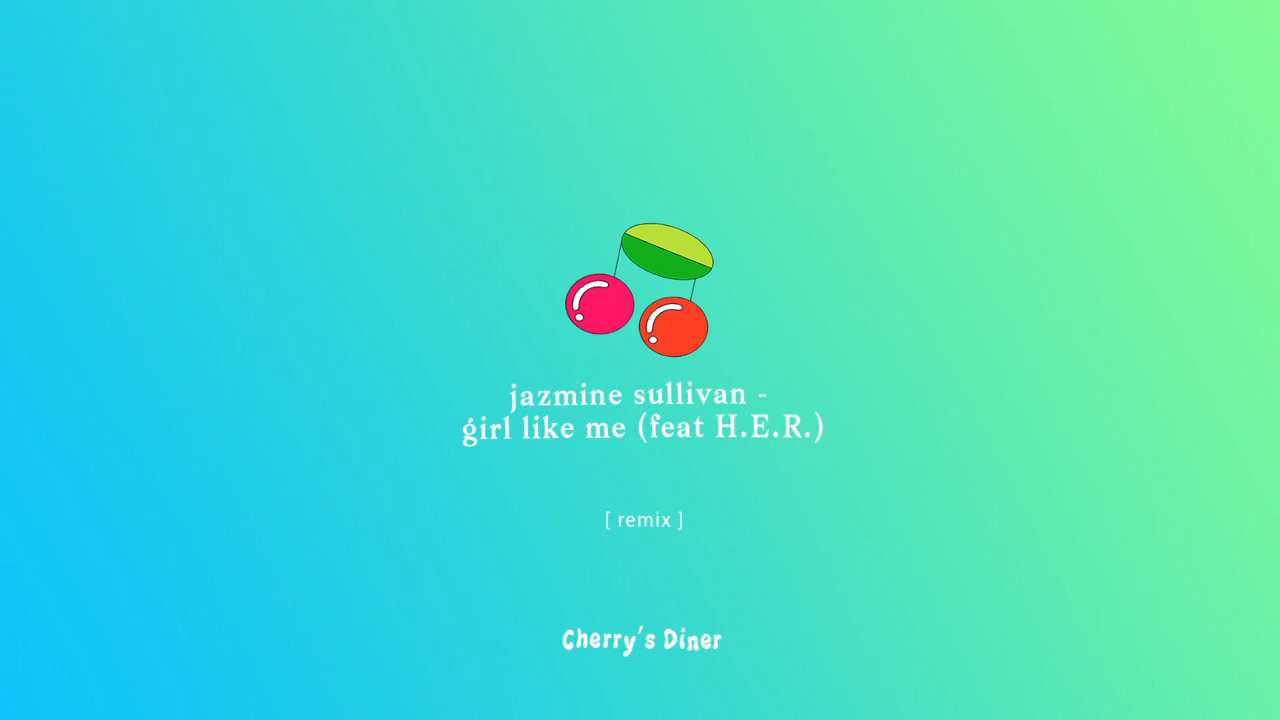 jazmine sullivan -
girl like me (feat H.E.R.)
[ remix ]
Cherry's Diner